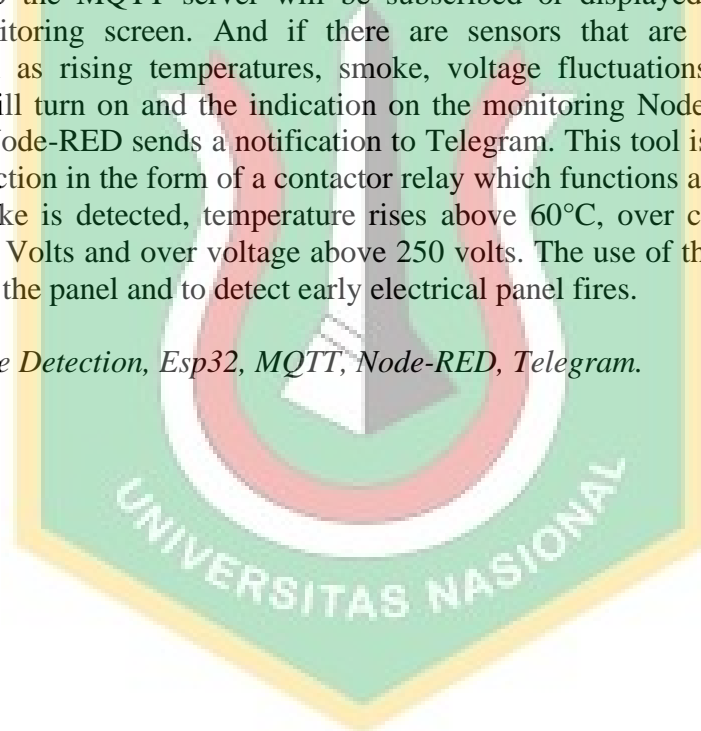 the MQTT server will be subscribed or displayed
itoring screen. And if there are sensors that are
as rising temperatures, smoke, voltage fluctuations
ill turn on and the indication on the monitoring Node
Node-RED sends a notification to Telegram. This tool is
ction in the form of a contactor relay which functions a
ke is detected, temperature rises above 60°C, over c
Volts and over voltage above 250 volts. The use of th
the panel and to detect early electrical panel fires.
e Detection, Esp32, MQTT, Node-RED, Telegram.
UNIVERSITAS NASIONAL